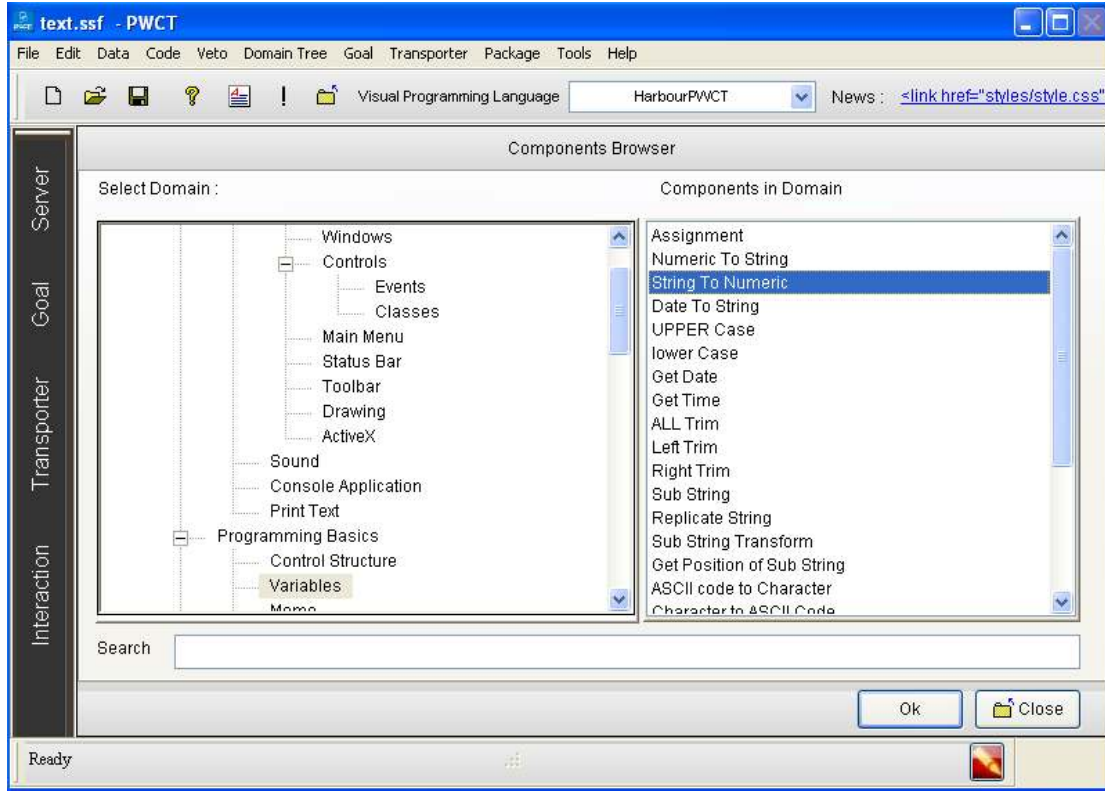 text.ssf - PWCT
File Edit Data Code Veto Domain Tree Goal Transporter Package Tools Help
Visual Programming Language HarbourPWCT News : <link href="styles/style.css"
Components Browser
Server
Goal
Transporter
Interaction
Select Domain :
Windows
Controls
Events
Classes
Main Menu
Status Bar
Toolbar
Drawing
ActiveX
Sound
Console Application
Print Text
Programming Basics
Control Structure
Variables
Memo
Components in Domain
Assignment
Numeric To String
String To Numeric
Date To String
UPPER Case
lower Case
Get Date
Get Time
ALL Trim
Left Trim
Right Trim
Sub String
Replicate String
Sub String Transform
Get Position of Sub String
ASCII code to Character
Character to ASCII Code
Search
Ok Close
Ready